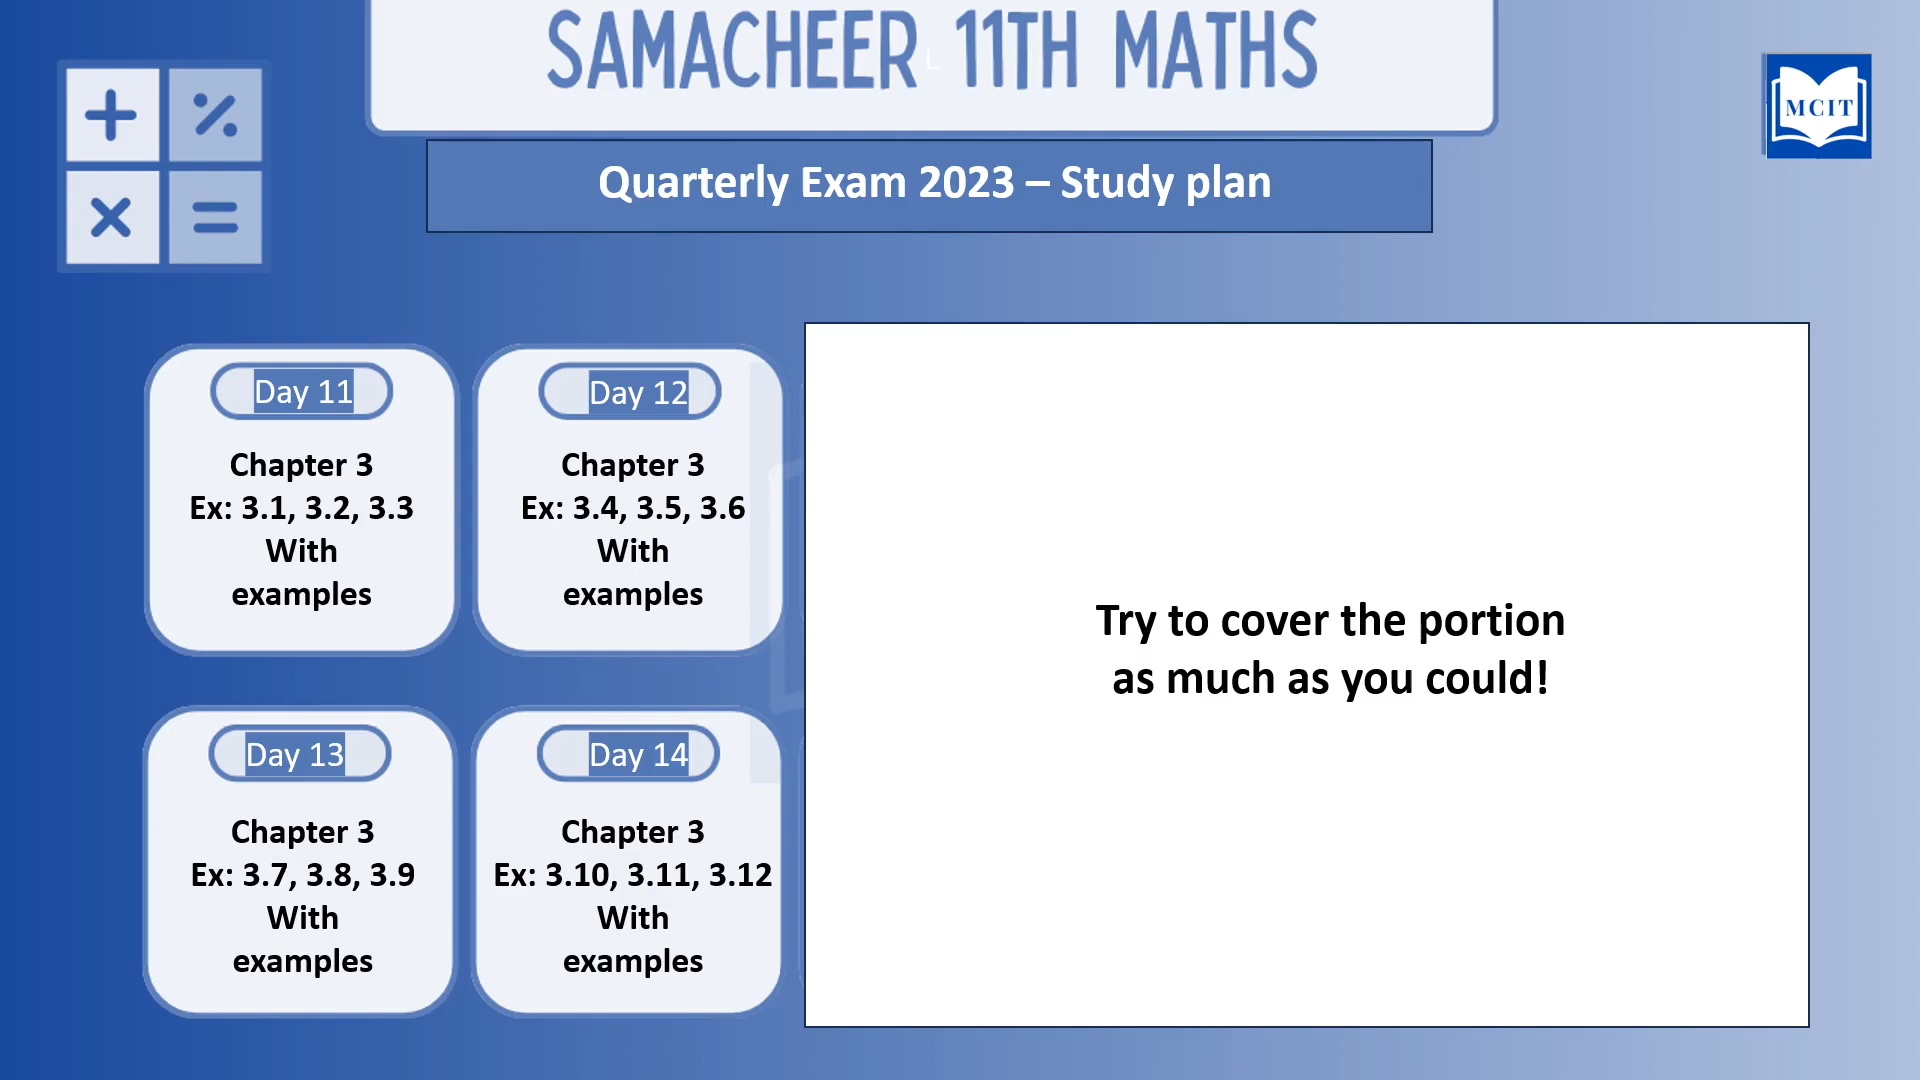 SAMACHEER 11TH MATHS
MCIT
Quarterly Exam 2023 – Study plan
Day 11
Chapter 3
Ex: 3.1, 3.2, 3.3
With
examples
Day 12
Chapter 3
Ex: 3.4, 3.5, 3.6
With
examples
Day 13
Chapter 3
Ex: 3.7, 3.8, 3.9
With
examples
Day 14
Chapter 3
Ex: 3.10, 3.11, 3.12
With
examples
Try to cover the portion
as much as you could!